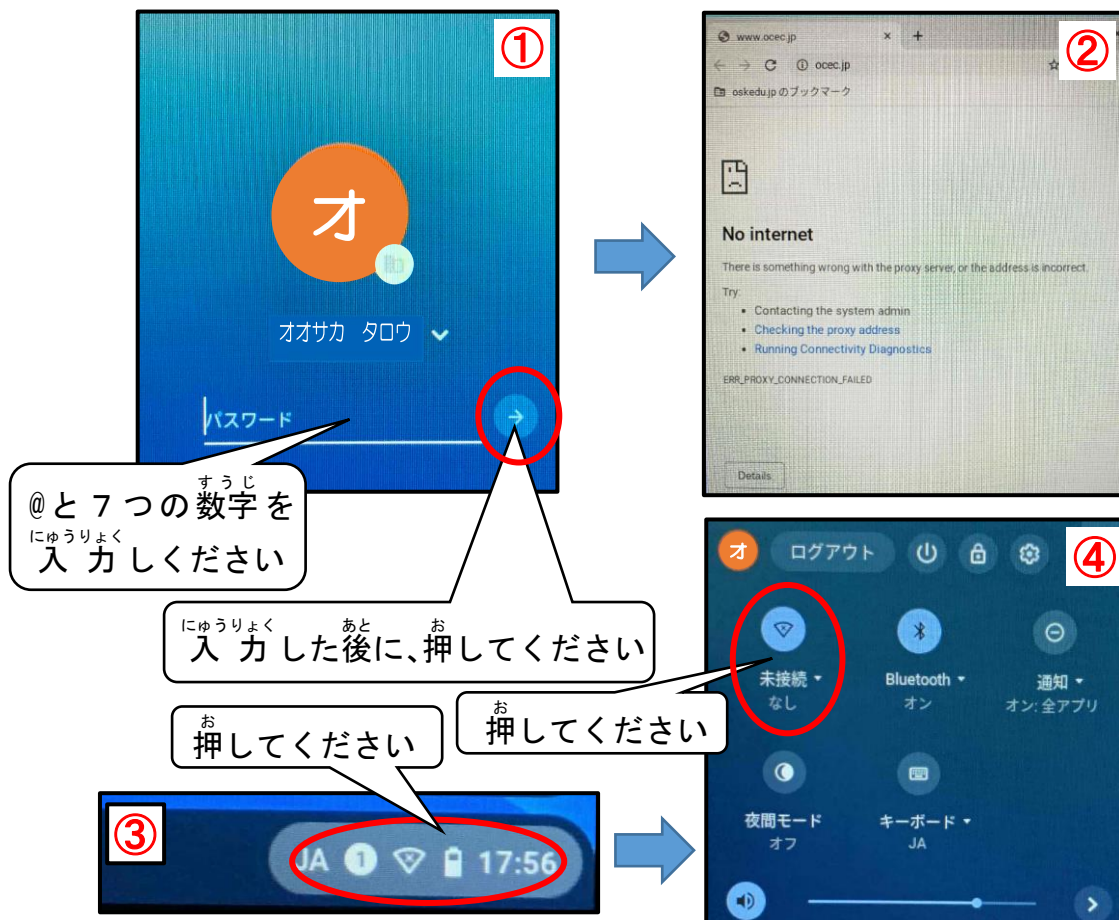 ①
オ
オオサカ タロウ
パスワード
すうじ
@と7つの数字を
にゅうりょく
入力しください
にゅうりょく あと お
入力した後に、押してください
②
www.ocec.jp
ocec.jp
oskedu.jp のブックマーク
No internet
There is something wrong with the proxy server, or the address is incorrect.
Try:
• Contacting the system admin
• Checking the proxy address
• Running Connectivity Diagnostics
ERR_PROXY_CONNECTION_FAILED
Details
③
お
押してください
JA 1 17:56
④
オ ログアウト
未接続 Bluetooth 通知
なし オン オン: 全アプリ
お
押してください
夜間モード キーボード
オフ JA